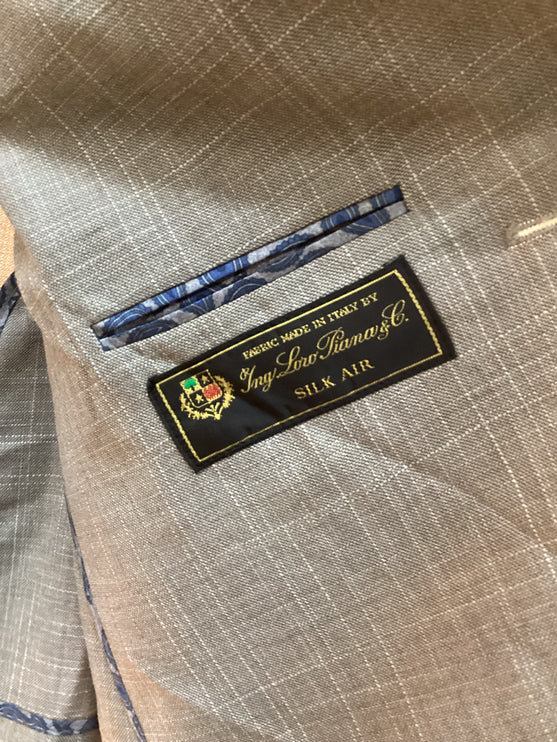 FABRIC MADE IN ITALY BY
Ing. Loro Piana & C.
SILK AIR